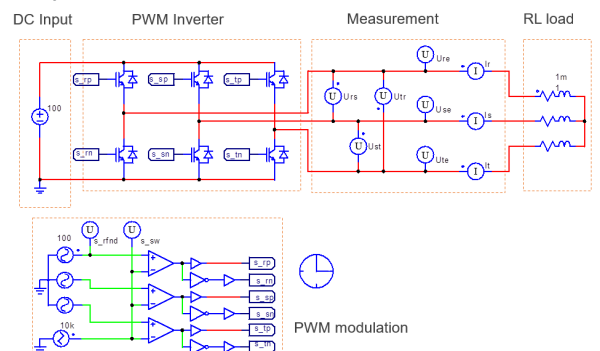 DC Input
PWM Inverter
Measurement
RL load
s_rp
s_sp
s_tp
100
s_rn
s_sn
s_tn
U
Ure
I
Ir
U
Urs
U
Utr
U
Use
I
Is
U
Ust
U
Ute
I
It
1m
1
100
U
s_rfnd
U
s_sw
s_rp
s_rn
s_sp
s_sn
s_tp
s_tn
10k
PWM modulation